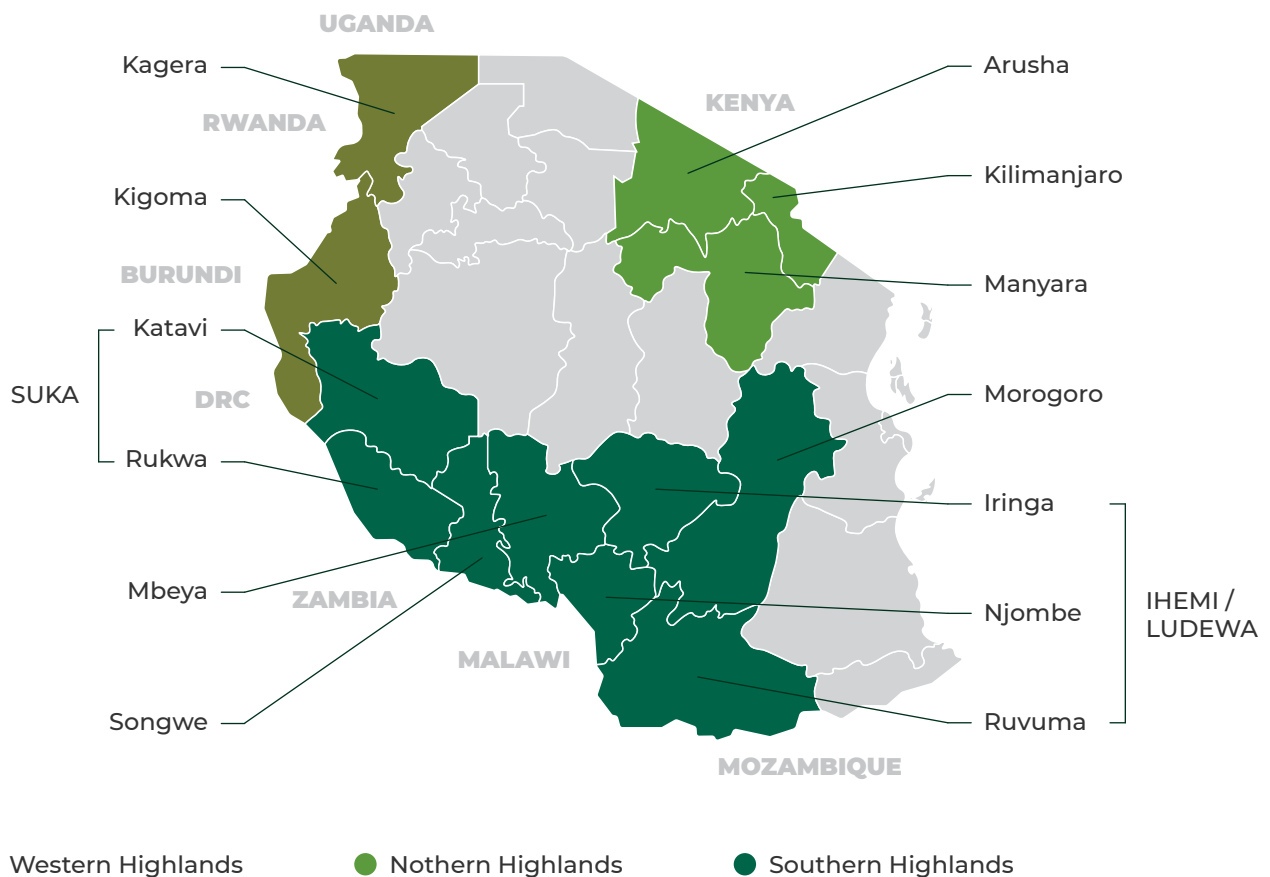 UGANDA
Kagera
Arusha
KENYA
RWANDA
Kilimanjaro
Kigoma
BURUNDI
Manyara
Katavi
SUKA
DRC
Morogoro
Rukwa
Iringa
Mbeya
ZAMBIA
Njombe
IHEMI /
LUDEWA
MALAWI
Songwe
Ruvuma
MOZAMBIQUE
Western Highlands
Nothern Highlands
Southern Highlands